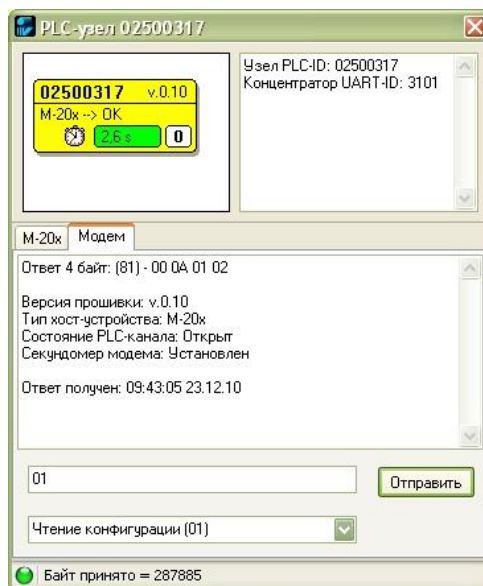 PLC-узел 02500317
02500317 v.0.10
M-20x --> OK
2,6 s 0
Узел PLC-ID: 02500317
Концентратор UART-ID: 3101
M-20x Модем
Ответ 4 байт: (81) - 00 0A 01 02
Версия прошивки: v.0.10
Тип хост-устройства: M-20x
Состояние PLC-канала: Открыт
Секундомер модема: Установлен
Ответ получен: 09:43:05 23.12.10
01
Отправить
Чтение конфигурации (01)
Байт принято = 287885